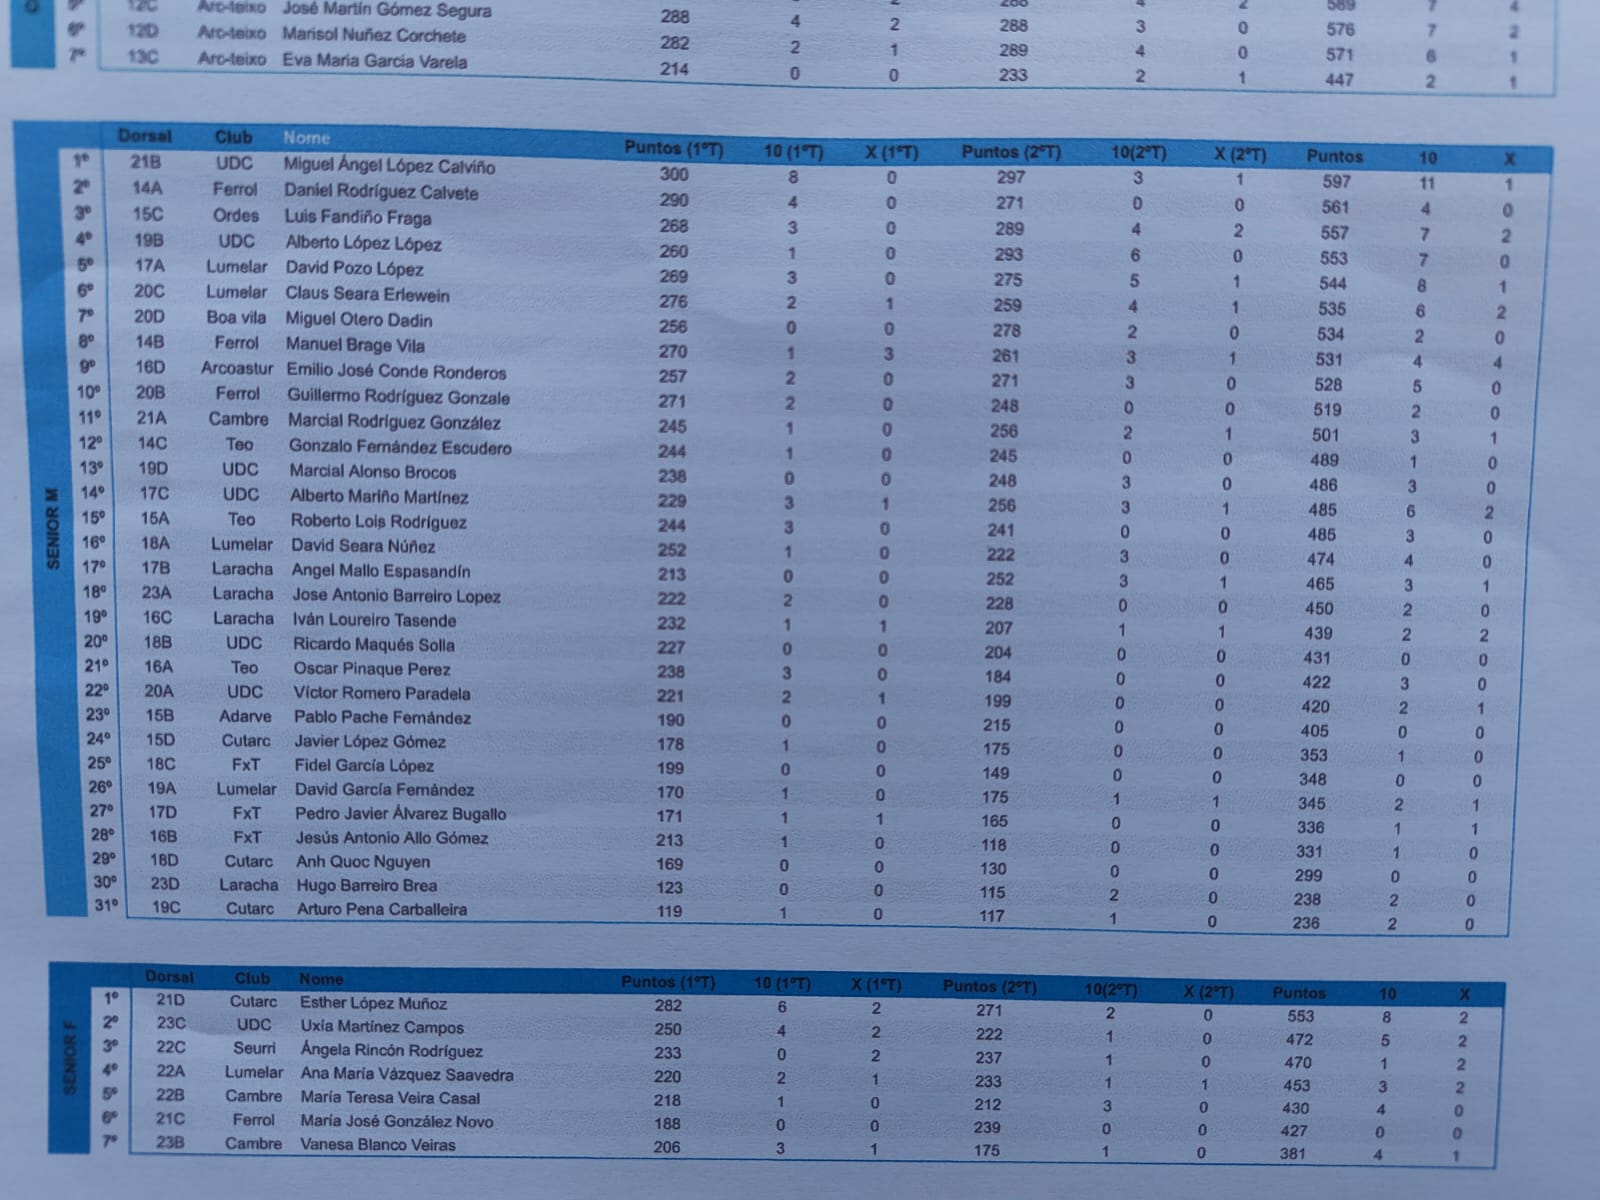 5º 12C Arc-teixo José Martín Gómez Segura 288 4 2 288 4 2 589 7 4
6º 12D Arc-teixo Marisol Nuñez Corchete 282 2 1 288 3 0 576 7 2
7º 13C Arc-teixo Eva Maria Garcia Varela 214 0 0 289 4 0 571 6 1
233 2 1 447 2 1
SENIOR M
Dorsal Club Nome Puntos (1ºT) 10 (1ºT) X (1ºT) Puntos (2ºT) 10(2ºT) X (2ºT) Puntos 10 X
1º 21B UDC Miguel Ángel López Calviño 300 8 0 297 3 1 597 11 1
2º 14A Ferrol Daniel Rodríguez Calvete 290 4 0 271 0 0 561 4 0
3º 15C Ordes Luis Fandiño Fraga 268 3 0 289 4 2 557 7 2
4º 19B UDC Alberto López López 260 1 0 293 6 0 553 7 0
5º 17A Lumelar David Pozo López 269 3 0 275 5 1 544 8 1
6º 20C Lumelar Claus Seara Erlewein 276 2 1 259 4 1 535 6 2
7º 20D Boa vila Miguel Otero Dadin 256 0 0 278 2 0 534 2 0
8º 14B Ferrol Manuel Brage Vila 270 1 3 261 3 1 531 4 4
9º 16D Arcoastur Emilio José Conde Ronderos 257 2 0 271 3 0 528 5 0
10º 20B Ferrol Guillermo Rodríguez Gonzale 271 2 0 248 0 0 519 2 0
11º 21A Cambre Marcial Rodríguez González 245 1 0 256 2 1 501 3 1
12º 14C Teo Gonzalo Fernández Escudero 244 1 0 245 0 0 489 1 0
13º 19D UDC Marcial Alonso Brocos 238 0 0 248 3 0 486 3 0
14º 17C UDC Alberto Mariño Martínez 229 3 1 256 3 1 485 6 2
15º 15A Teo Roberto Lois Rodríguez 244 3 0 241 0 0 485 3 0
16º 18A Lumelar David Seara Núñez 252 1 0 222 3 0 474 4 0
17º 17B Laracha Angel Mallo Espasandín 213 0 0 252 3 1 465 3 1
18º 23A Laracha Jose Antonio Barreiro Lopez 222 2 0 228 0 0 450 2 0
19º 16C Laracha Iván Loureiro Tasende 232 1 1 207 1 1 439 2 2
20º 18B UDC Ricardo Maqués Solla 227 0 0 204 0 0 431 0 0
21º 16A Teo Oscar Pinaque Perez 238 3 0 184 0 0 422 3 0
22º 20A UDC Víctor Romero Paradela 221 2 1 199 0 0 420 2 1
23º 15B Adarve Pablo Pache Fernández 190 0 0 215 0 0 405 0 0
24º 15D Cutarc Javier López Gómez 178 1 0 175 0 0 353 1 0
25º 18C FxT Fidel García López 199 0 0 149 0 0 348 0 0
26º 19A Lumelar David García Fernández 170 1 0 175 1 1 345 2 1
27º 17D FxT Pedro Javier Álvarez Bugallo 171 1 1 165 0 0 336 1 1
28º 16B FxT Jesús Antonio Allo Gómez 213 1 0 118 0 0 331 1 0
29º 18D Cutarc Anh Quoc Nguyen 169 0 0 130 0 0 299 0 0
30º 23D Laracha Hugo Barreiro Brea 123 0 0 115 2 0 238 2 0
31º 19C Cutarc Arturo Pena Carballeira 119 1 0 117 1 0 236 2 0
SENIOR F
Dorsal Club Nome Puntos (1ºT) 10 (1ºT) X (1ºT) Puntos (2ºT) 10(2ºT) X (2ºT) Puntos 10 X
1º 21D Cutarc Esther López Muñoz 282 6 2 271 2 0 553 8 2
2º 23C UDC Uxía Martínez Campos 250 4 2 222 1 0 472 5 2
3º 22C Seurri Ángela Rincón Rodríguez 233 0 2 237 1 0 470 1 2
4º 22A Lumelar Ana María Vázquez Saavedra 220 2 1 233 1 1 453 3 2
5º 22B Cambre María Teresa Veira Casal 218 1 0 212 3 0 430 4 0
6º 21C Ferrol María José González Novo 188 0 0 239 0 0 427 0 0
7º 23B Cambre Vanesa Blanco Veiras 206 3 1 175 1 0 381 4 1